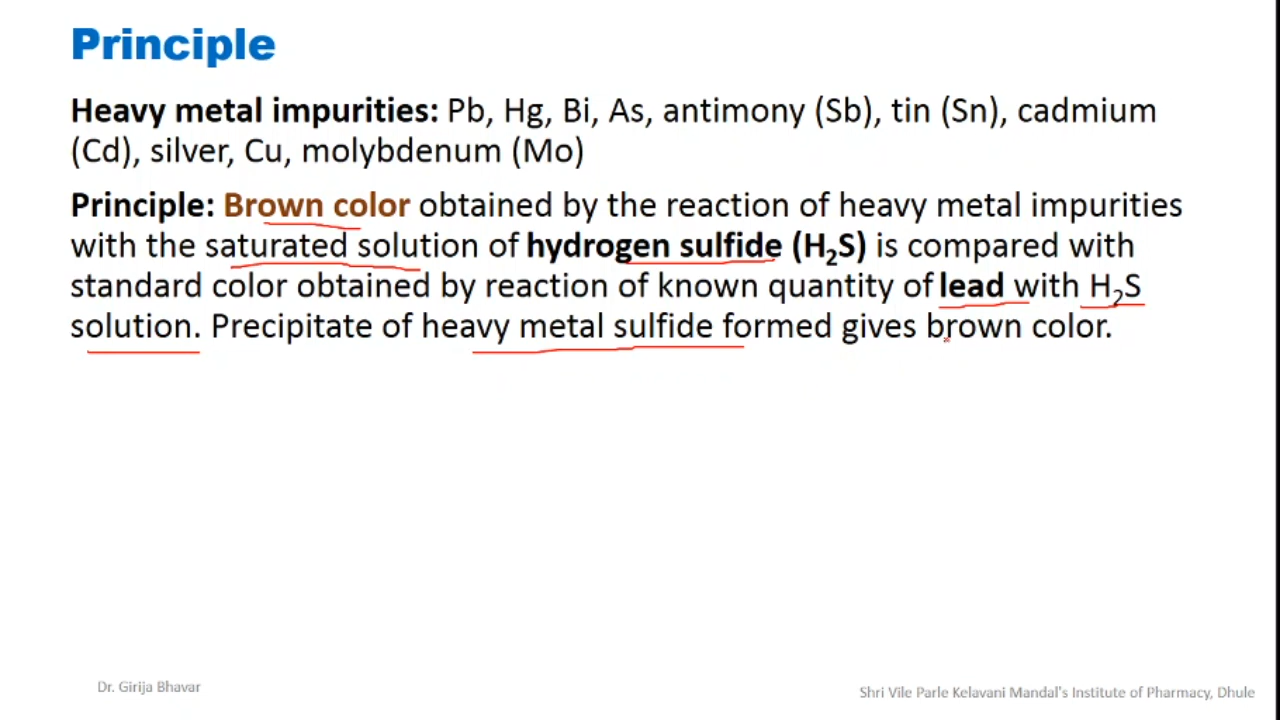 Principle
Heavy metal impurities: Pb, Hg, Bi, As, antimony (Sb), tin (Sn), cadmium
(Cd), silver, Cu, molybdenum (Mo)
Principle: Brown color obtained by the reaction of heavy metal impurities
with the saturated solution of hydrogen sulfide (H₂S) is compared with
standard color obtained by reaction of known quantity of lead with H₂S
solution. Precipitate of heavy metal sulfide formed gives brown color.
Dr. Girija Bhavar
Shri Vile Parle Kelavani Mandal's Institute of Pharmacy, Dhule